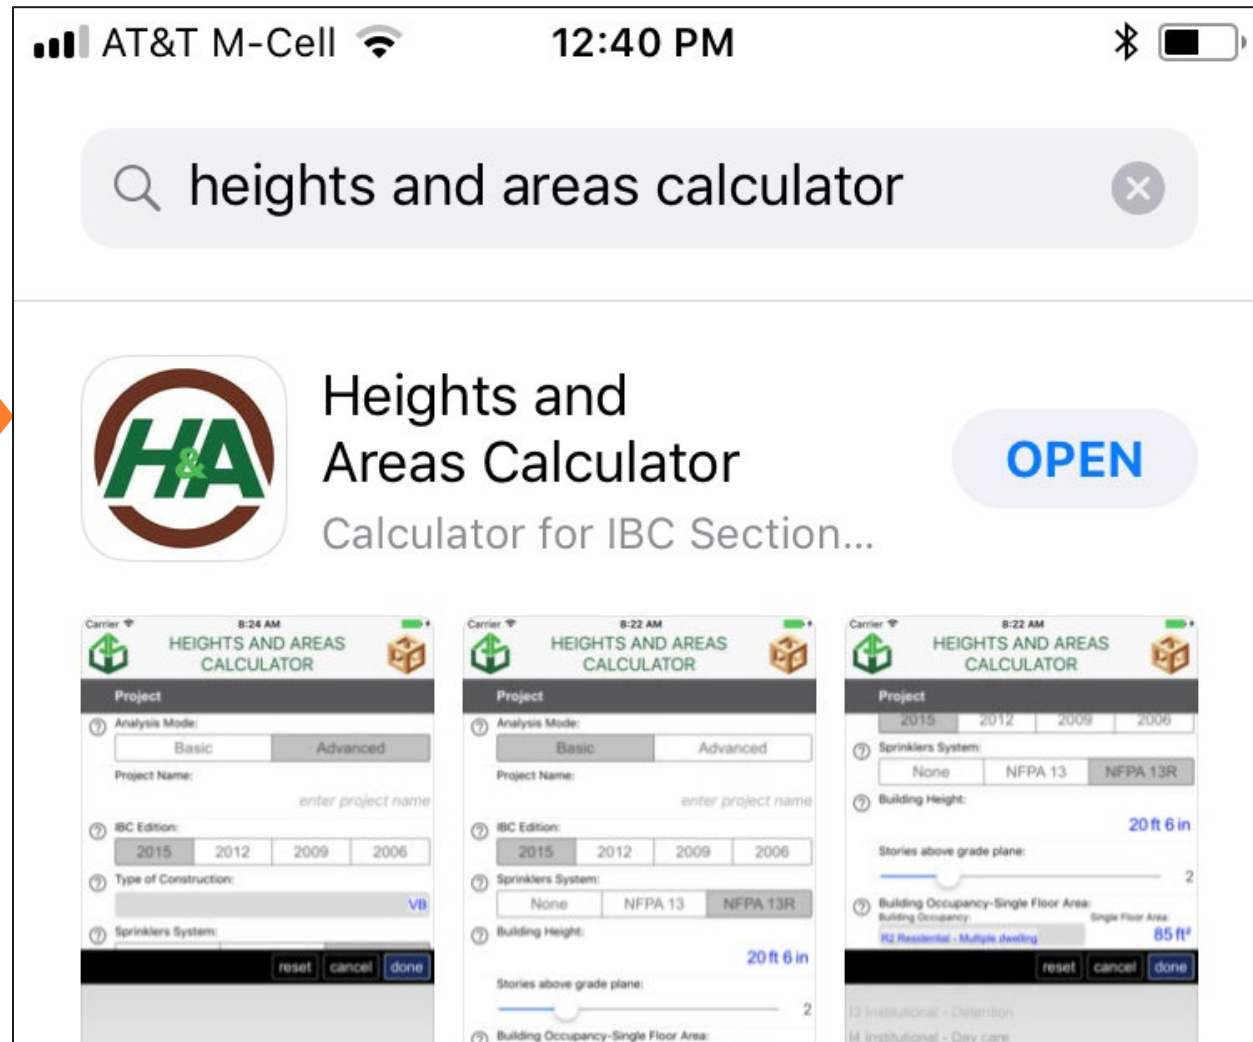 AT&T M-Cell 12:40 PM
heights and areas calculator
H&A
Heights and
Areas Calculator
OPEN
Calculator for IBC Section...
Carrier 8:24 AM
HEIGHTS AND AREAS
CALCULATOR
Project
? Analysis Mode:
Basic Advanced
Project Name:
enter project name
? IBC Edition:
2015 2012 2009 2006
? Type of Construction:
VB
? Sprinklers System:
reset cancel done
Carrier 8:22 AM
HEIGHTS AND AREAS
CALCULATOR
Project
? Analysis Mode:
Basic Advanced
Project Name:
enter project name
? IBC Edition:
2015 2012 2009 2006
? Sprinklers System:
None NFPA 13 NFPA 13R
? Building Height:
20 ft 6 in
Stories above grade plane:
2
? Building Occupancy-Single Floor Area:
Carrier 8:22 AM
HEIGHTS AND AREAS
CALCULATOR
Project
2015 2012 2009 2006
? Sprinklers System:
None NFPA 13 NFPA 13R
? Building Height:
20 ft 6 in
Stories above grade plane:
2
? Building Occupancy-Single Floor Area:
Building Occupancy: Single Floor Area:
R2 Residential - Multiple dwelling 85 ft²
reset cancel done
I3 Institutional - Detention
I4 Institutional - Day care